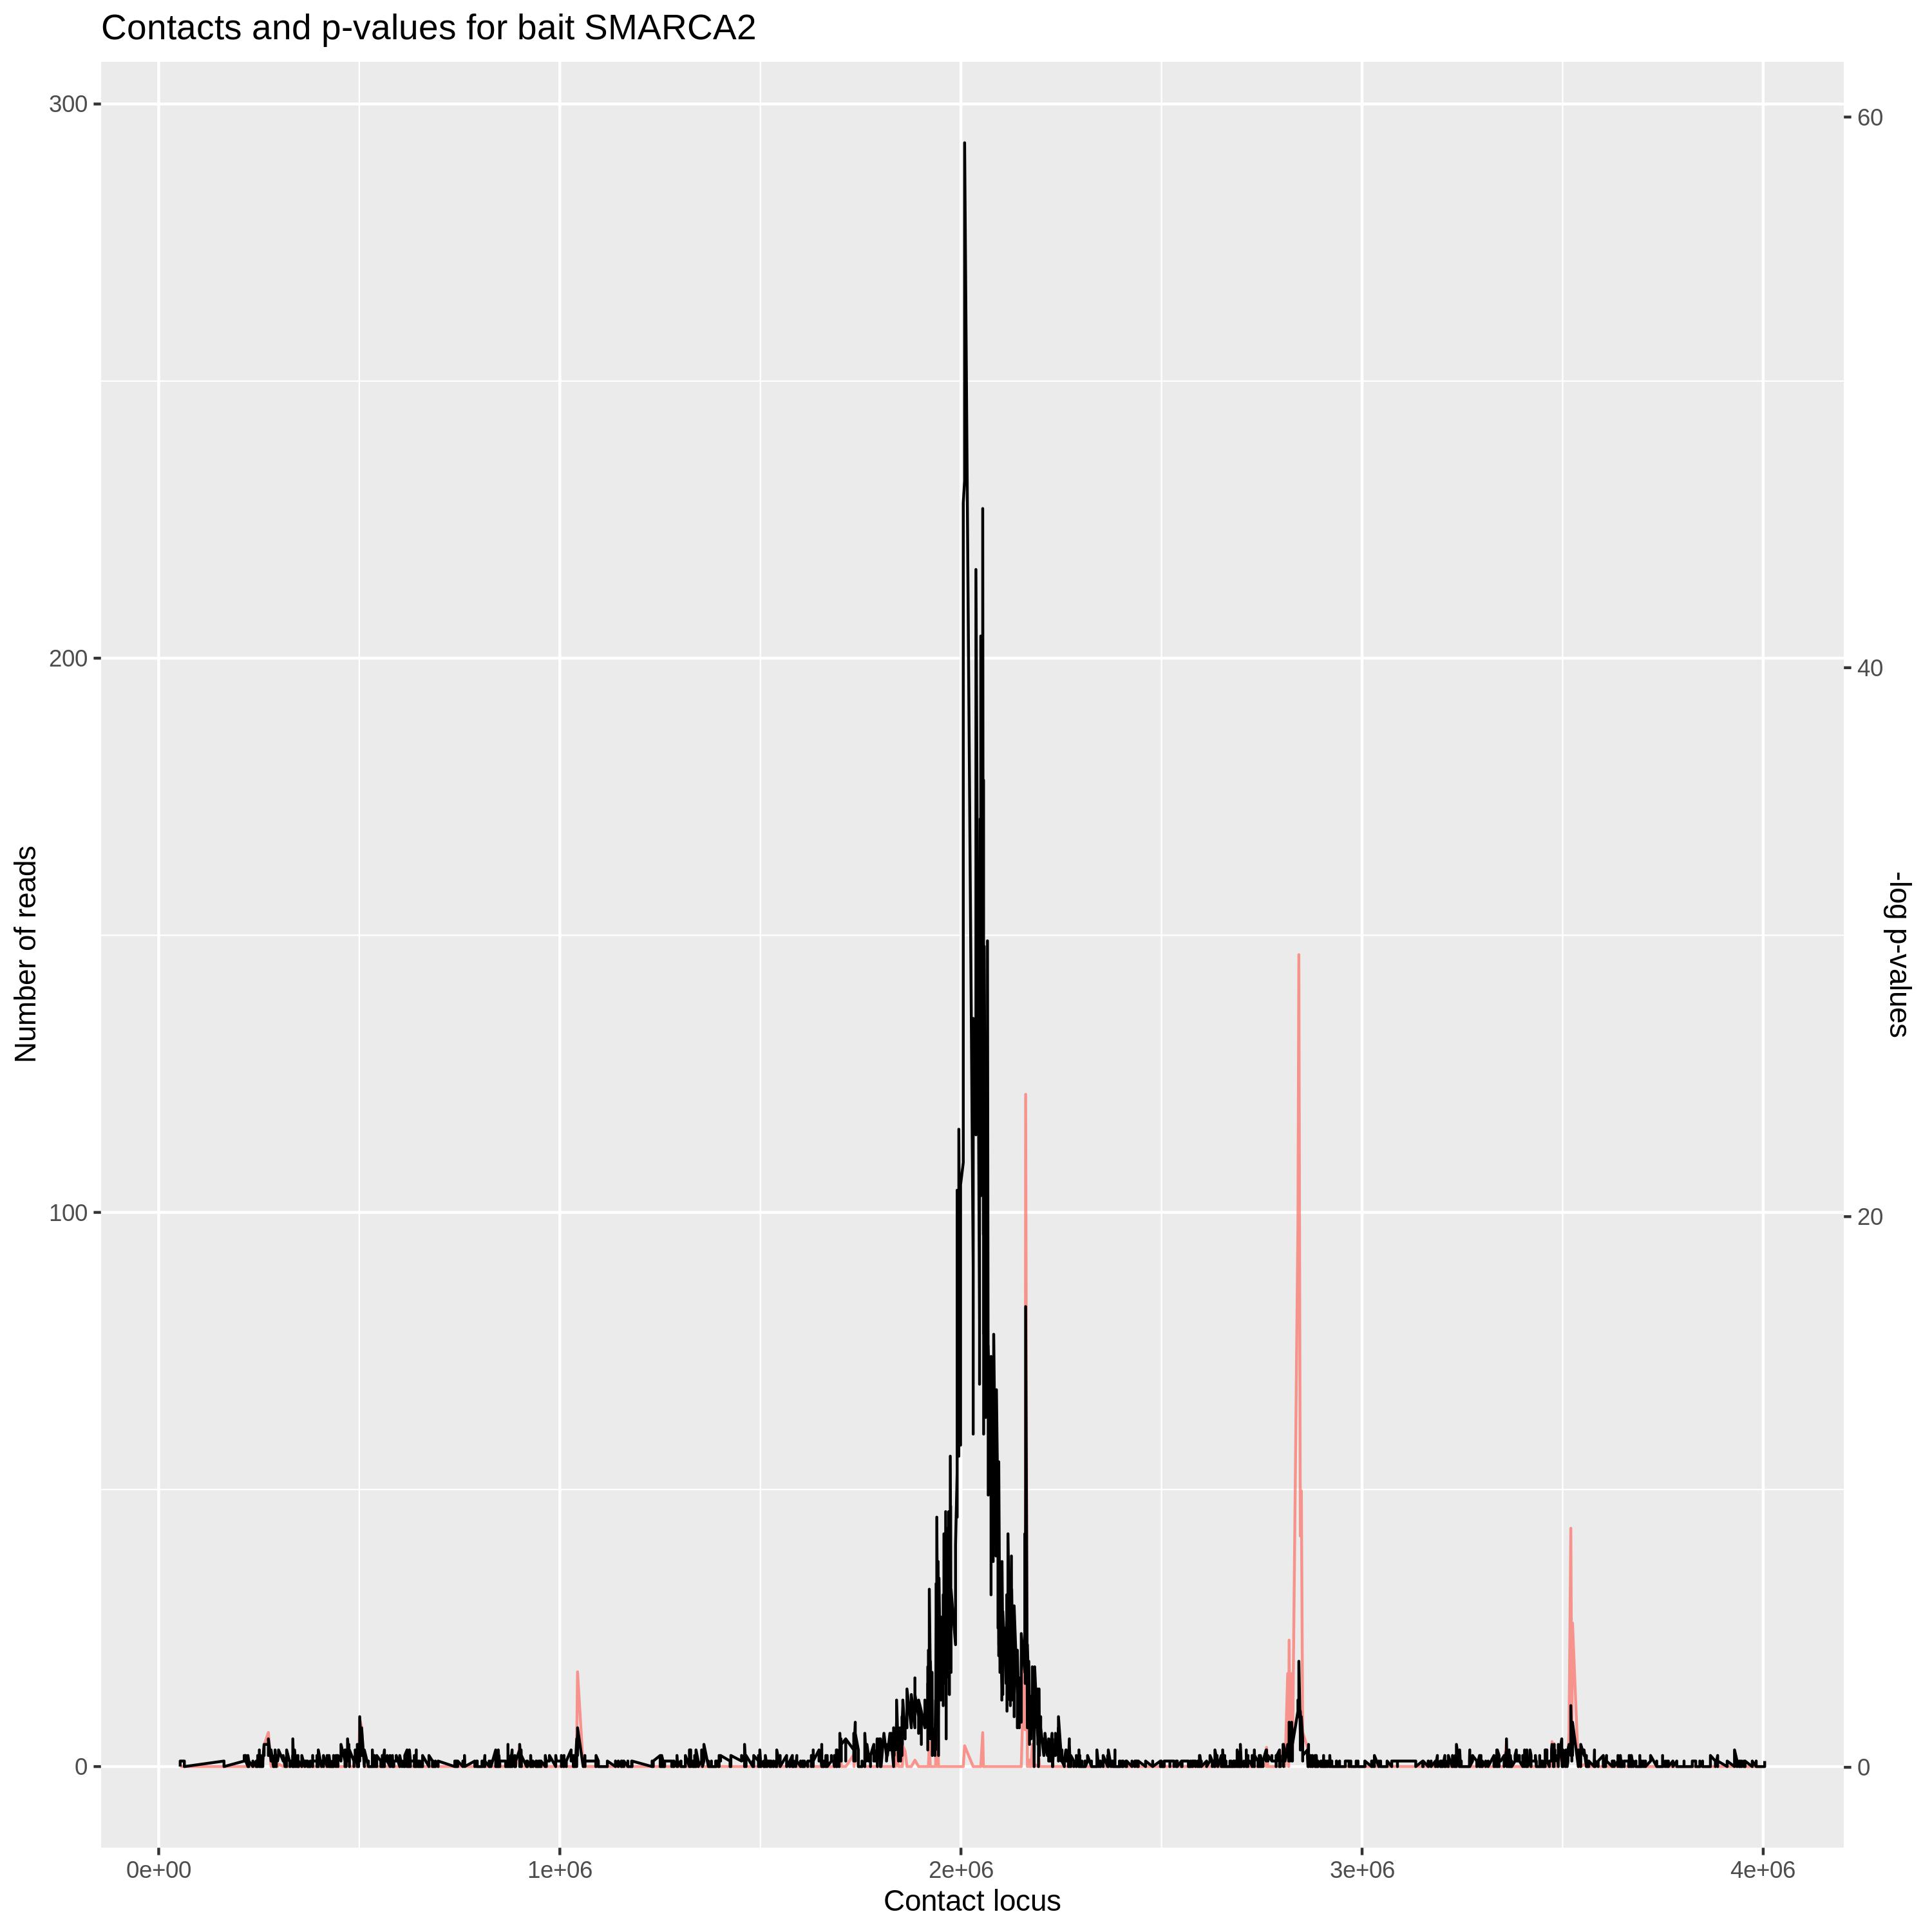 Contacts and p-values for bait SMARCA2
300
200
100
0
Number of reads
60
40
20
0
-log p-values
0e+00 1e+06 2e+06 3e+06 4e+06
Contact locus